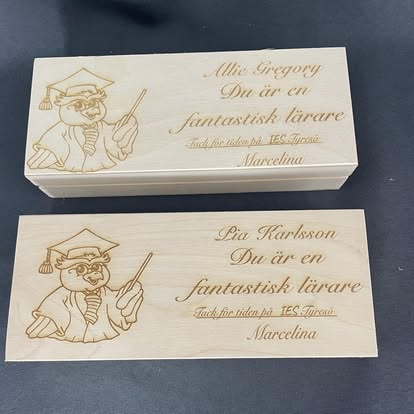 Allie Gregory
Du är en
fantastisk lärare
Tack för tiden på IES Tyresö
Marcelina
Pia Karlsson
Du är en
fantastisk lärare
Tack för tiden på IES Tyresö
Marcelina